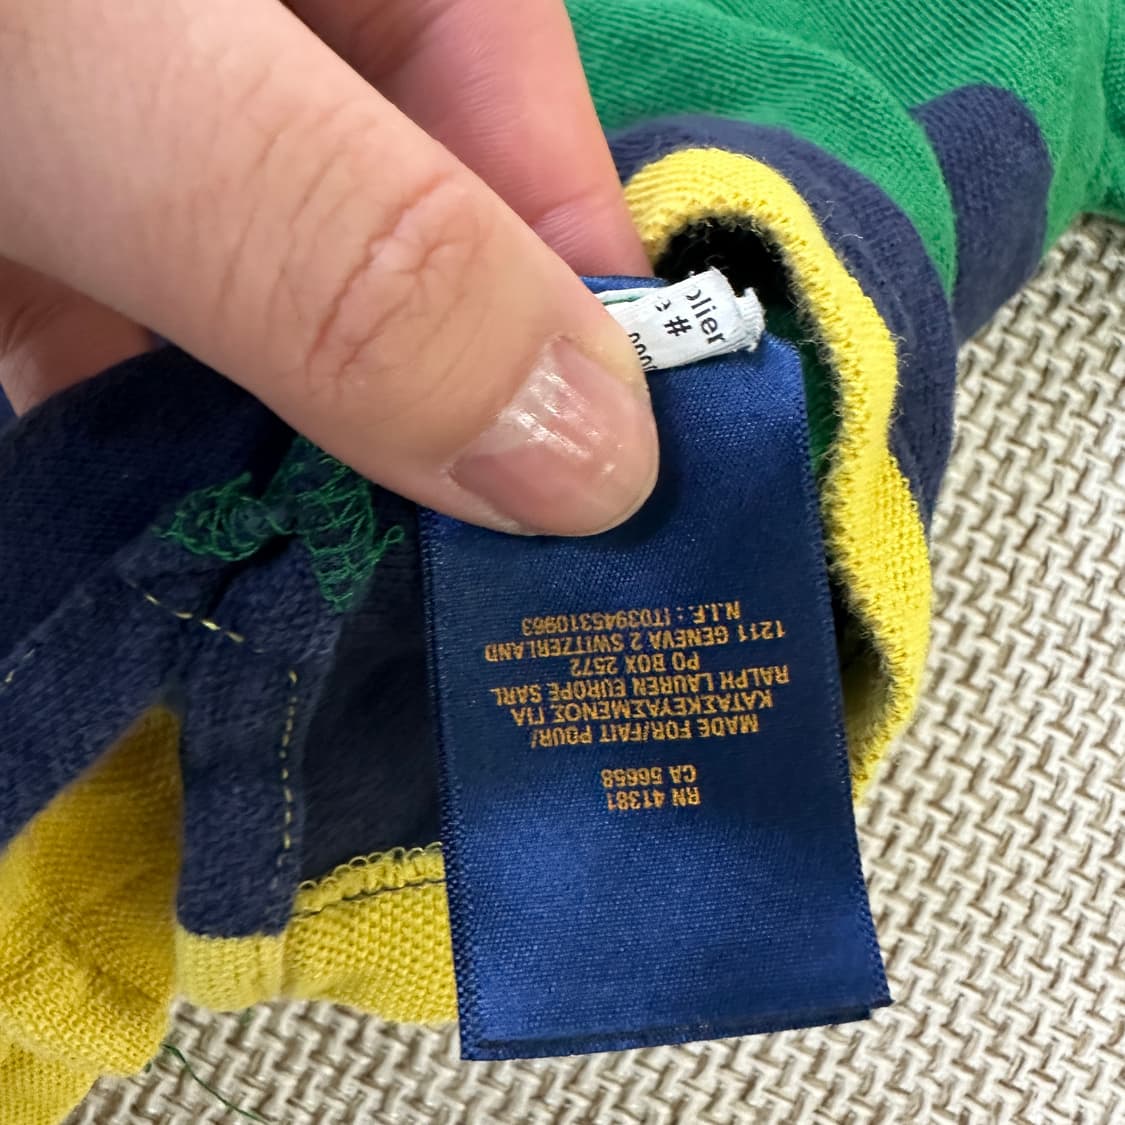 RN 41381
CA 56658
MADE FOR/FAIT POUR/
ΚΑΤΑΣΚΕΥΑΣΜΕΝΟΣ ΓΙΑ
RALPH LAUREN EUROPE SARL
PO BOX 2572
1211 GENEVA 2 SWITZERLAND
N.I.F.: IT03945310963
#